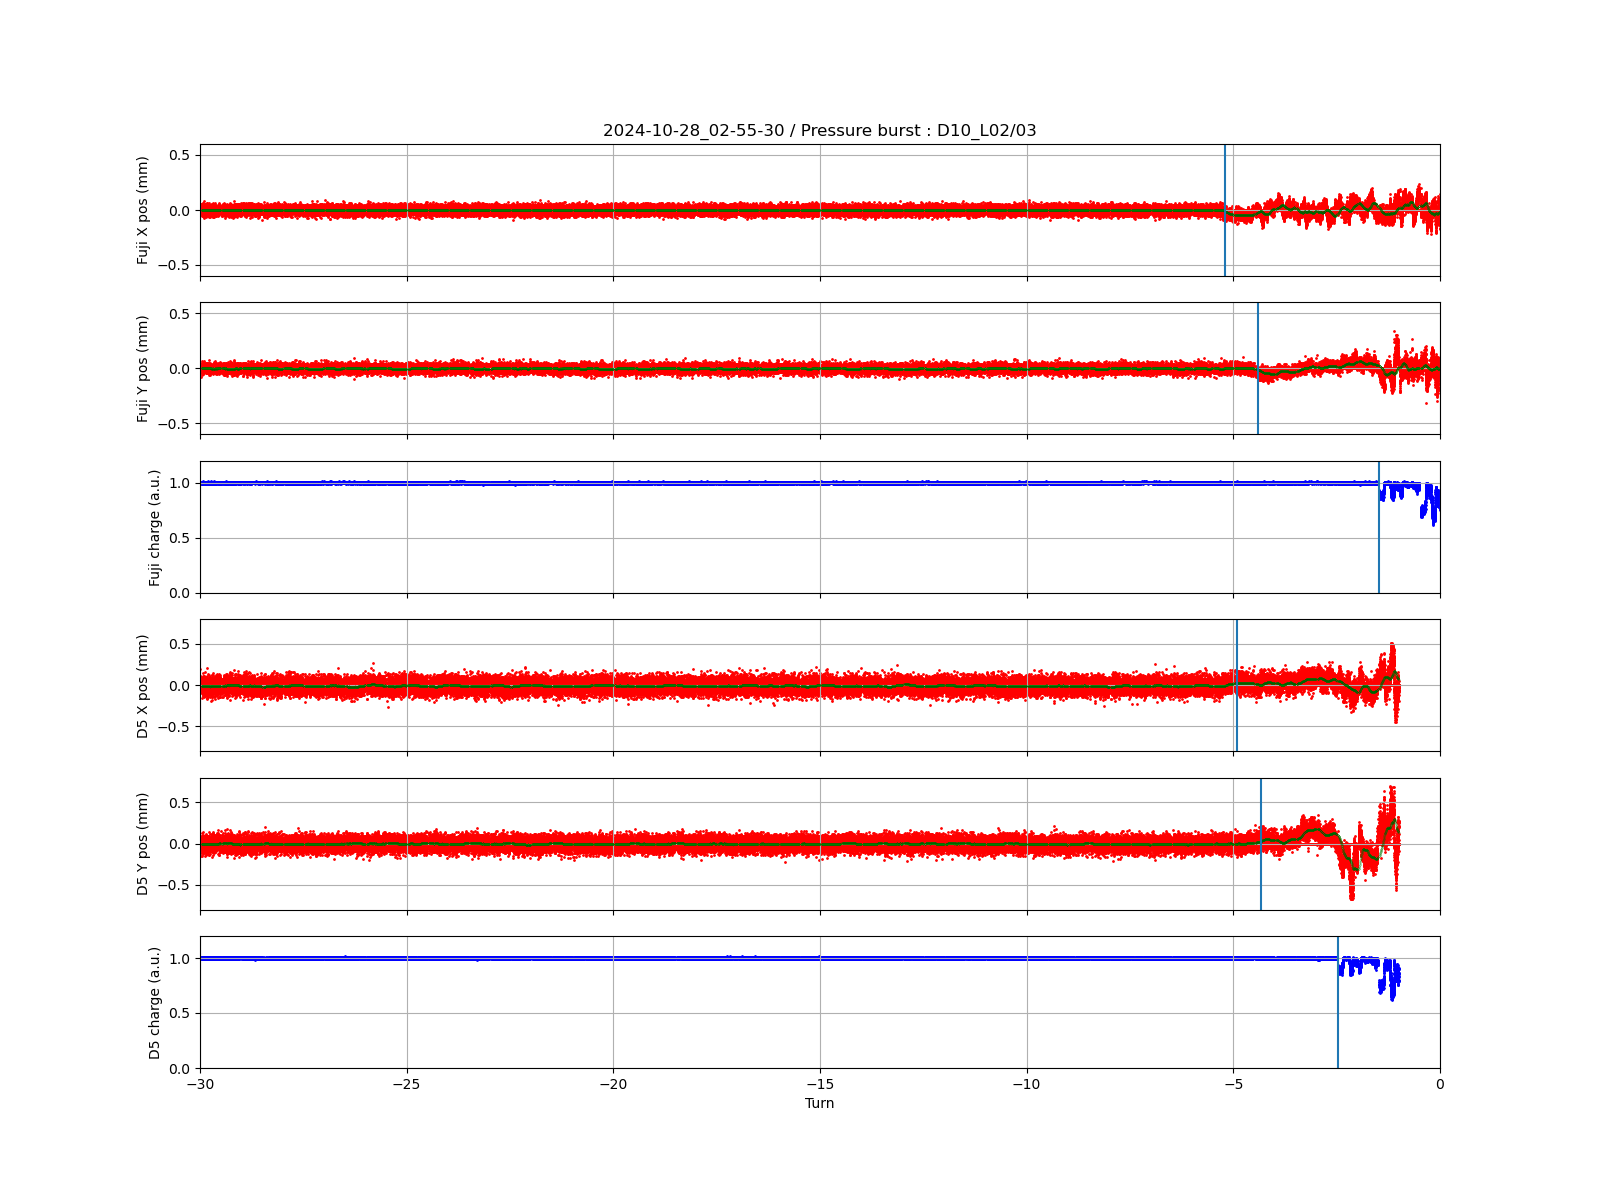 2024-10-28_02-55-30 / Pressure burst : D10_L02/03
Fuji X pos (mm)
0.5
0.0
−0.5
Fuji Y pos (mm)
0.5
0.0
−0.5
Fuji charge (a.u.)
1.0
0.5
0.0
D5 X pos (mm)
0.5
0.0
−0.5
D5 Y pos (mm)
0.5
0.0
−0.5
D5 charge (a.u.)
1.0
0.5
0.0
−30 −25 −20 −15 −10 −5 0
Turn